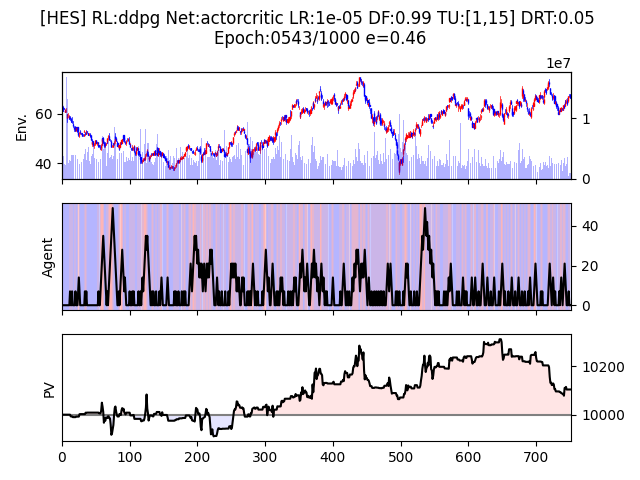 [HES] RL:ddpg Net:actorcritic LR:1e-05 DF:0.99 TU:[1,15] DRT:0.05
Epoch:0543/1000 e=0.46
1e7
Env.
60
40
1
0
Agent
40
20
0
PV
10200
10000
0
100
200
300
400
500
600
700